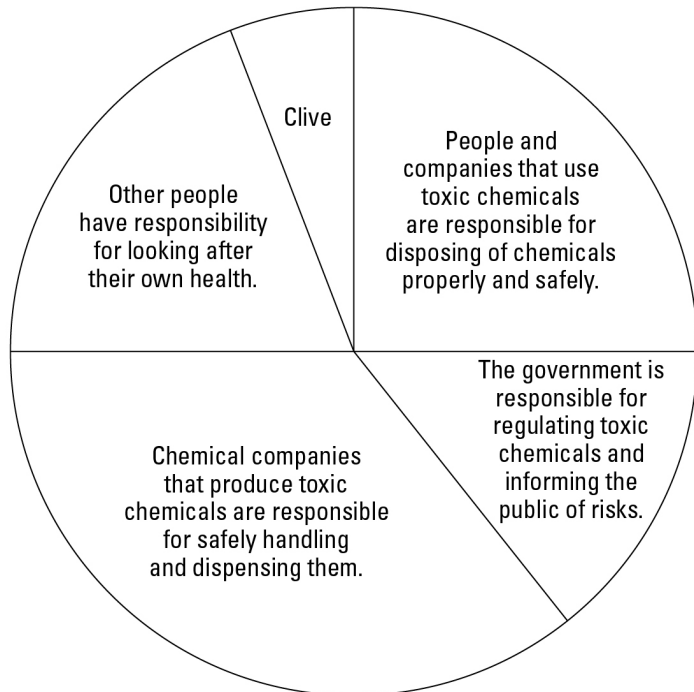 Clive
People and
companies that use
toxic chemicals
are responsible for
disposing of chemicals
properly and safely.
Other people
have responsibility
for looking after
their own health.
The government is
responsible for
regulating toxic
chemicals and
informing the
public of risks.
Chemical companies
that produce toxic
chemicals are responsible
for safely handling
and dispensing them.